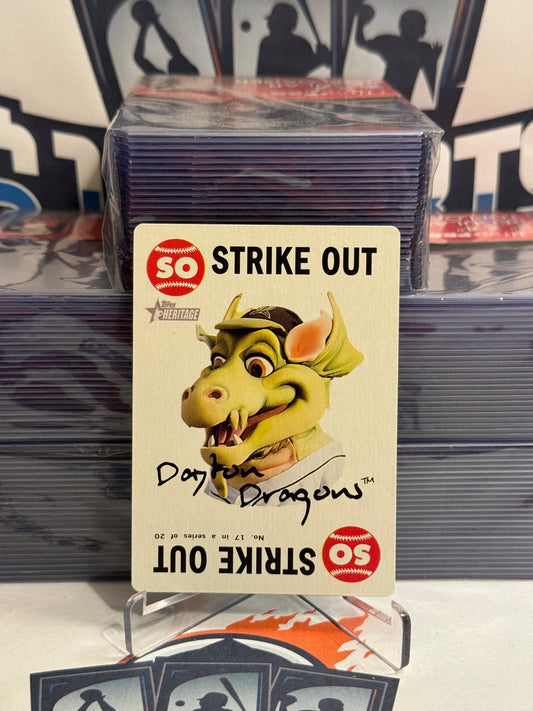 SO STRIKE OUT
Topps
HERITAGE
Dayton
Dragons™
No. 17 in a series of 20
SO STRIKE OUT